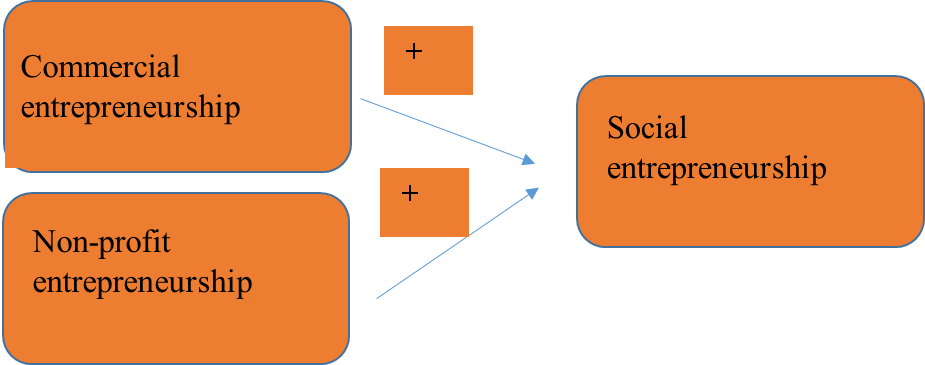 Commercial
entrepreneurship
+
Non-profit
entrepreneurship
+
Social
entrepreneurship